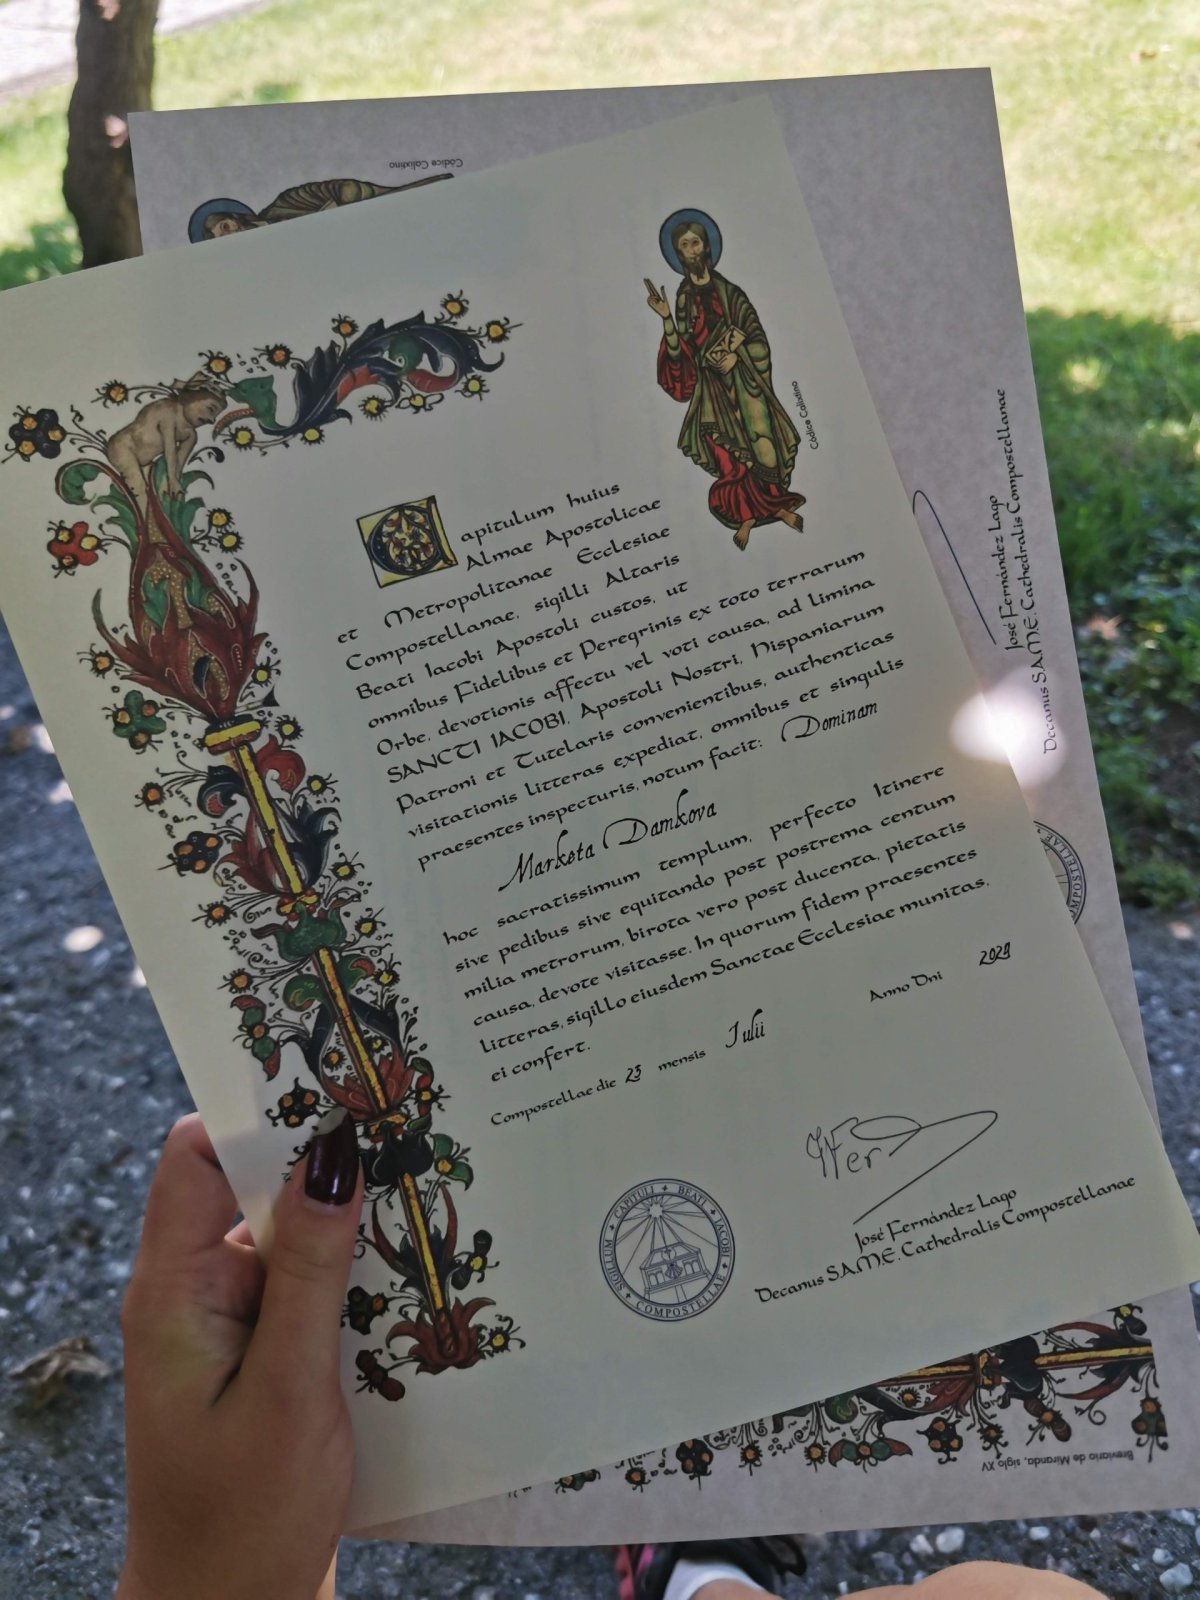 Códice Calixtino
Códice Calixtino
Capitulum huius
Almae Apostolicae
et Metropolitanae Ecclesiae
Compostellanae, sigilli Altaris
Beati Iacobi Apostoli custos, ut
omnibus Fidelibus et Peregrinis ex toto terrarum
Orbe, devotionis affectu vel voti causa, ad limina
SANCTI IACOBI, Apostoli Nostri, Hispaniarum
Patroni et Tutelaris convenientibus, authenticas
visitationis litteras expediat, omnibus et singulis
praesentes inspecturis, notum facit: Dominam
Marketa Damkova
hoc sacratissimum templum, perfecto Itinere
sive pedibus sive equitando post postrema centum
milia metrorum, birota vero post ducenta, pietatis
causa, devote visitasse. In quorum fidem praesentes
litteras, sigillo eiusdem Sanctae Ecclesiae munitas,
ei confert.
Compostellae die 23 mensis Iulii Anno Dni 2024
José Fernández Lago
Decanus S.A.M.E. Cathedralis Compostellanae
SIGILLUM CAPITULI BEATI JACOBI COMPOSTELLAE
José Fernández Lago
Decanus S.A.M.E. Cathedralis Compostellanae
Breviario de Miranda, siglo XV